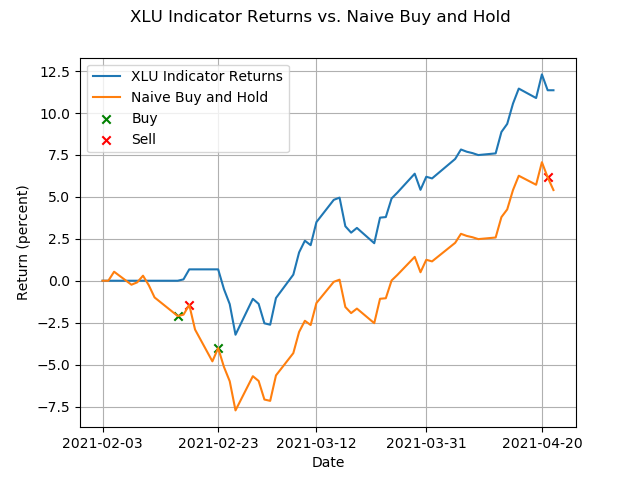 XLU Indicator Returns vs. Naive Buy and Hold
XLU Indicator Returns
Naive Buy and Hold
Buy
Sell
Return (percent)
12.5
10.0
7.5
5.0
2.5
0.0
−2.5
−5.0
−7.5
2021-02-03
2021-02-23
2021-03-12
2021-03-31
2021-04-20
Date